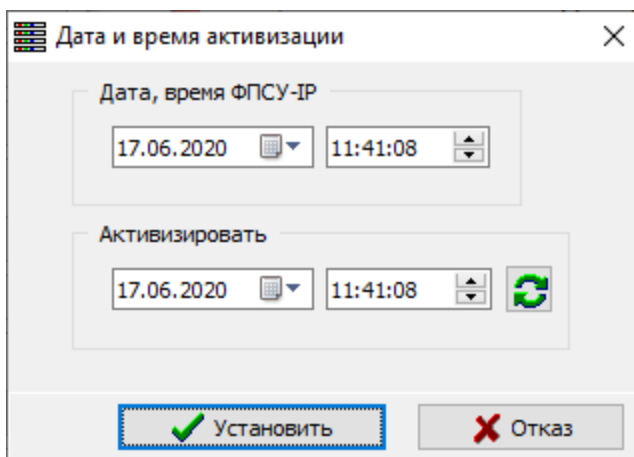 Дата и время активизации
Дата, время ФПСУ-IP
17.06.2020 11:41:08
Активизировать
17.06.2020 11:41:08
Установить Отказ